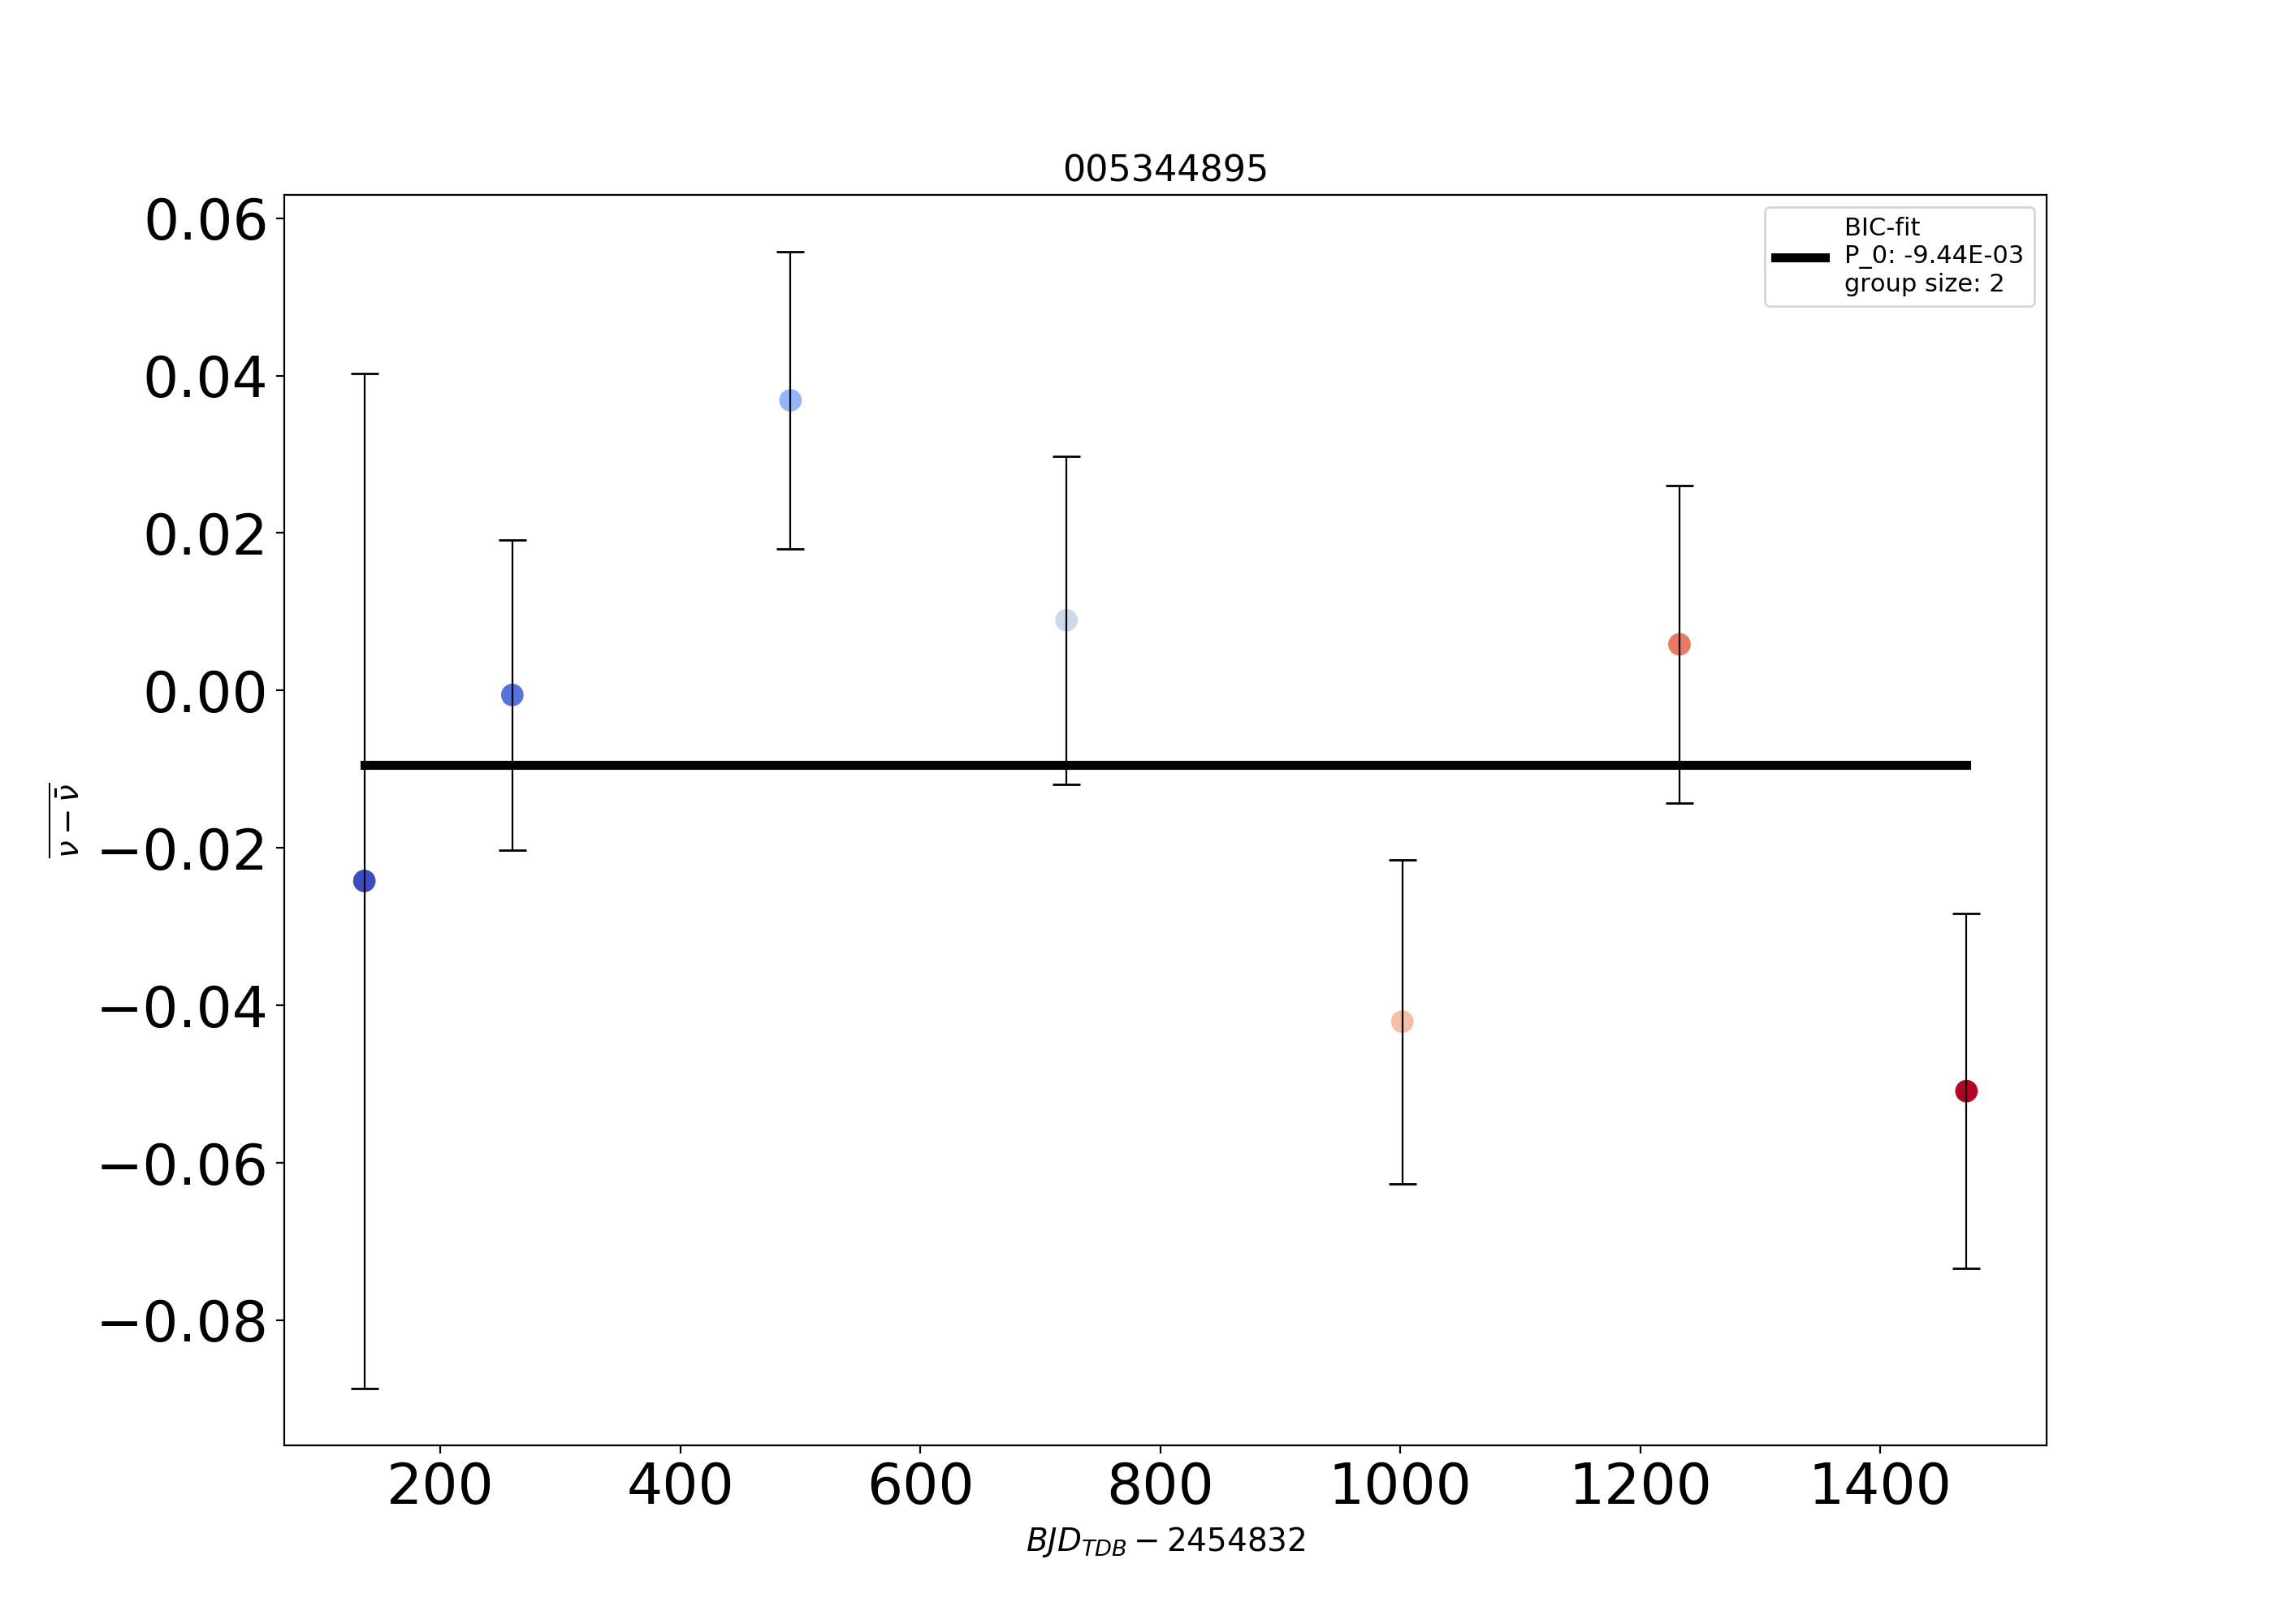 005344895
BIC-fit
P_0: -9.44E-03
group size: 2
0.06
0.04
0.02
0.00
−0.02
−0.04
−0.06
−0.08
ν − ν̄
200 400 600 800 1000 1200 1400
BJD_TDB − 2454832